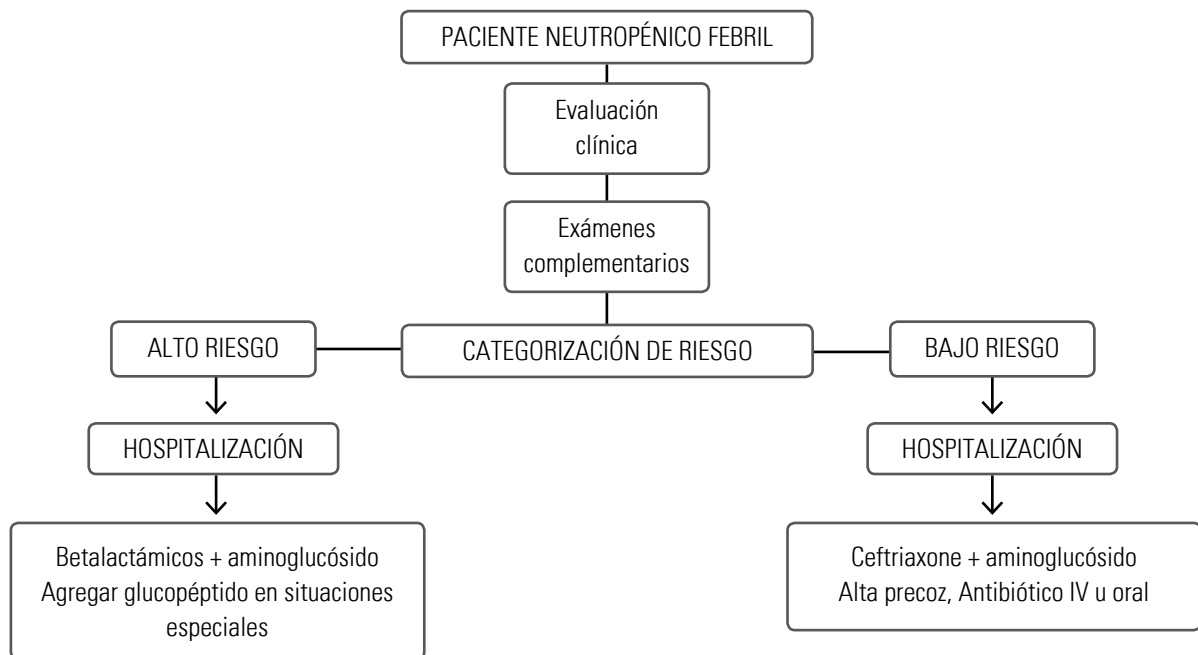 PACIENTE NEUTROPÉNICO FEBRIL
Evaluación
clínica
Exámenes
complementarios
ALTO RIESGO
CATEGORIZACIÓN DE RIESGO
BAJO RIESGO
HOSPITALIZACIÓN
HOSPITALIZACIÓN
Betalactámicos + aminoglucósido
Agregar glucopéptido en situaciones
especiales
Ceftriaxone + aminoglucósido
Alta precoz, Antibiótico IV u oral